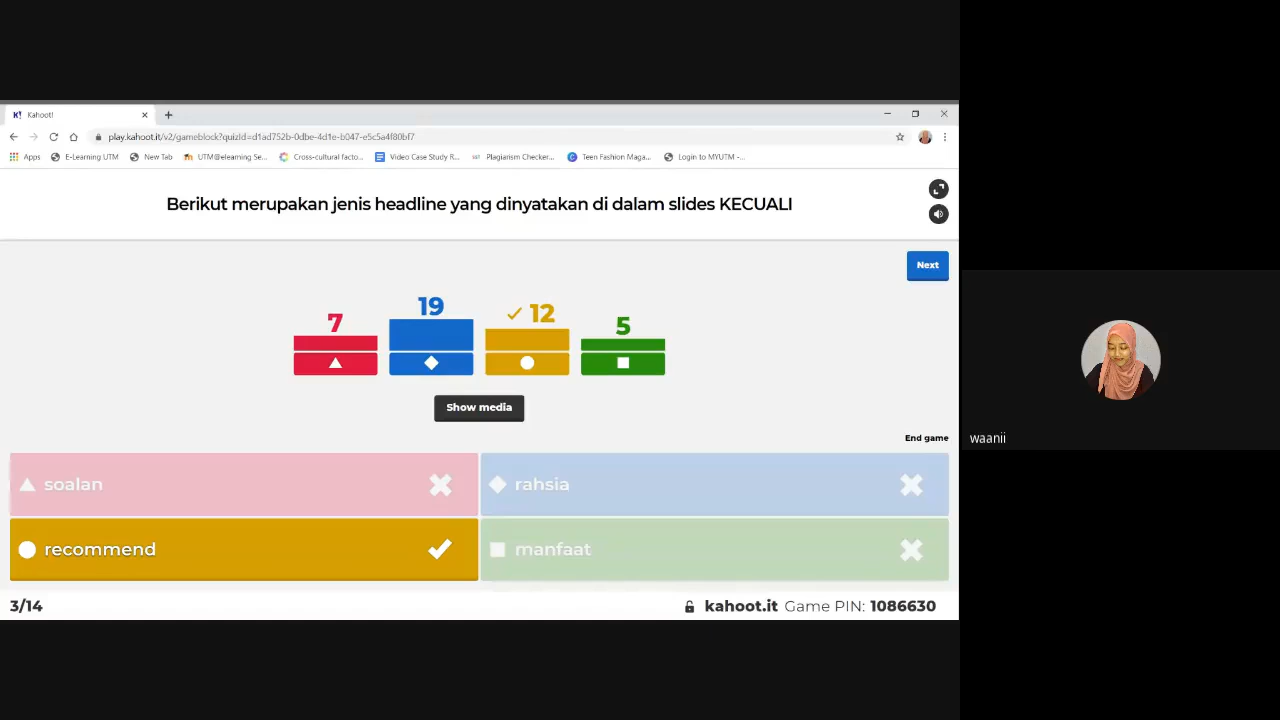 Kahoot!
play.kahoot.it/v2/gameblock?quizId=d1ad752b-0dbe-4d1e-b047-e5c5a4f80bf7
Apps E-Learning UTM New Tab UTM@elearning Se... Cross-cultural facto... Video Case Study R... Plagiarism Checker... Teen Fashion Maga... Login to MYUTM -...
Berikut merupakan jenis headline yang dinyatakan di dalam slides KECUALI
Next
7 19 12 5
Show media
End game
waanii
soalan rahsia
recommend manfaat
3/14 kahoot.it Game PIN: 1086630